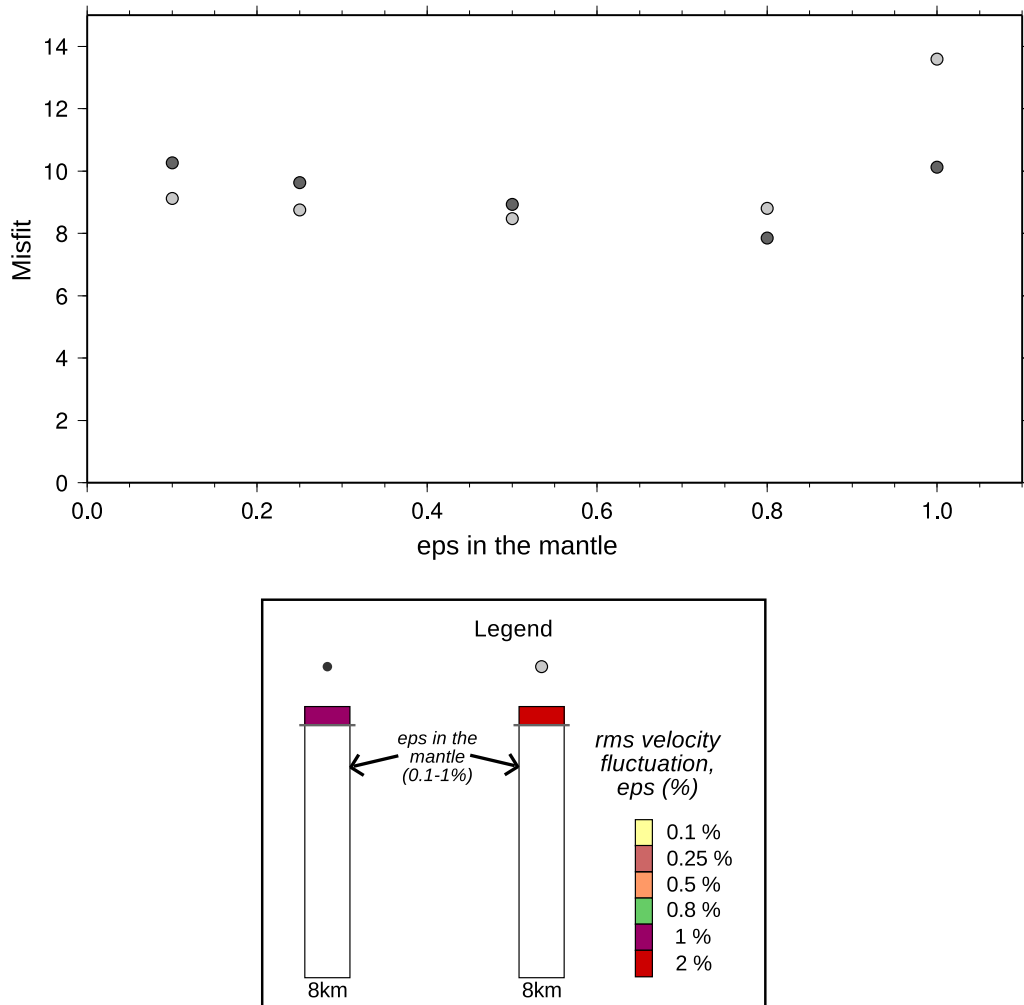 14
12
10
8
6
4
2
0
Misfit
0.0 0.2 0.4 0.6 0.8 1.0
eps in the mantle
Legend
eps in the
mantle
(0.1-1%)
rms velocity
fluctuation,
eps (%)
0.1 %
0.25 %
0.5 %
0.8 %
1 %
2 %
8km 8km